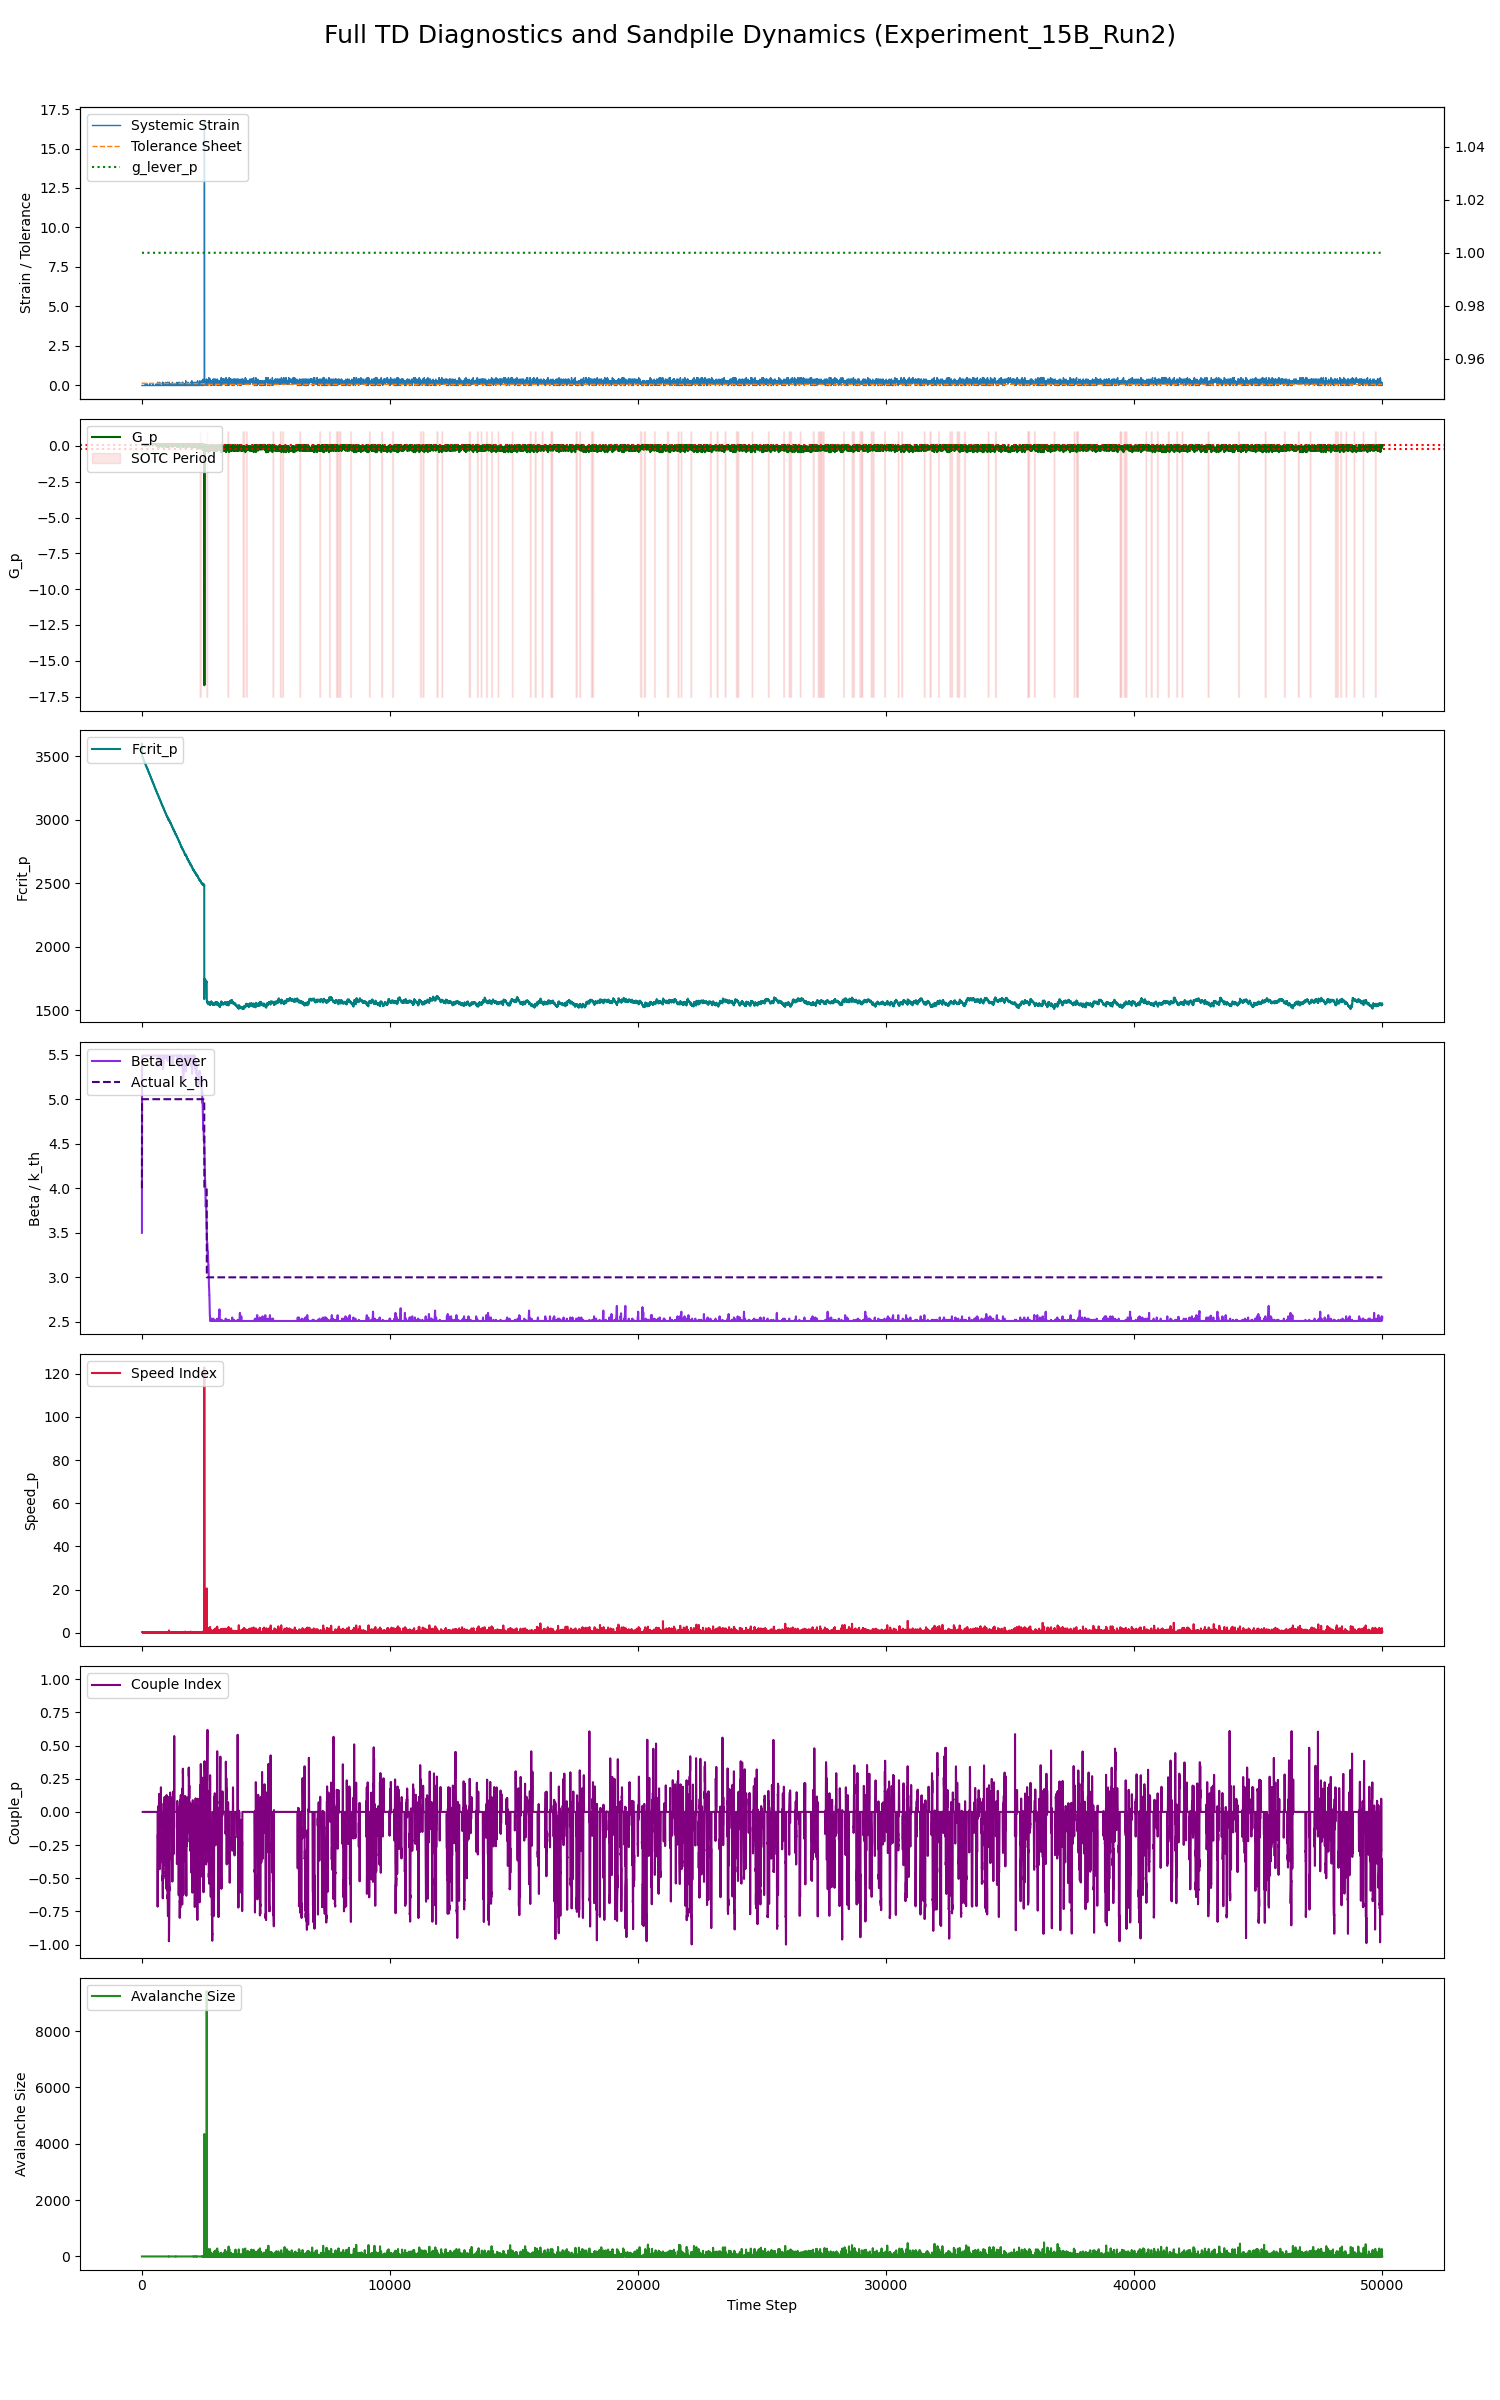 Full TD Diagnostics and Sandpile Dynamics (Experiment_15B_Run2)
Systemic Strain
Tolerance Sheet
g_lever_p
Strain / Tolerance
17.5
15.0
12.5
10.0
7.5
5.0
2.5
0.0
1.04
1.02
1.00
0.98
0.96
G_p
SOTC Period
G_p
0.0
−2.5
−5.0
−7.5
−10.0
−12.5
−15.0
−17.5
Fcrit_p
Fcrit_p
3500
3000
2500
2000
1500
Beta Lever
Actual k_th
Beta / k_th
5.5
5.0
4.5
4.0
3.5
3.0
2.5
Speed Index
Speed_p
120
100
80
60
40
20
0
Couple Index
Couple_p
1.00
0.75
0.50
0.25
0.00
−0.25
−0.50
−0.75
−1.00
Avalanche Size
Avalanche Size
8000
6000
4000
2000
0
0 10000 20000 30000 40000 50000
Time Step